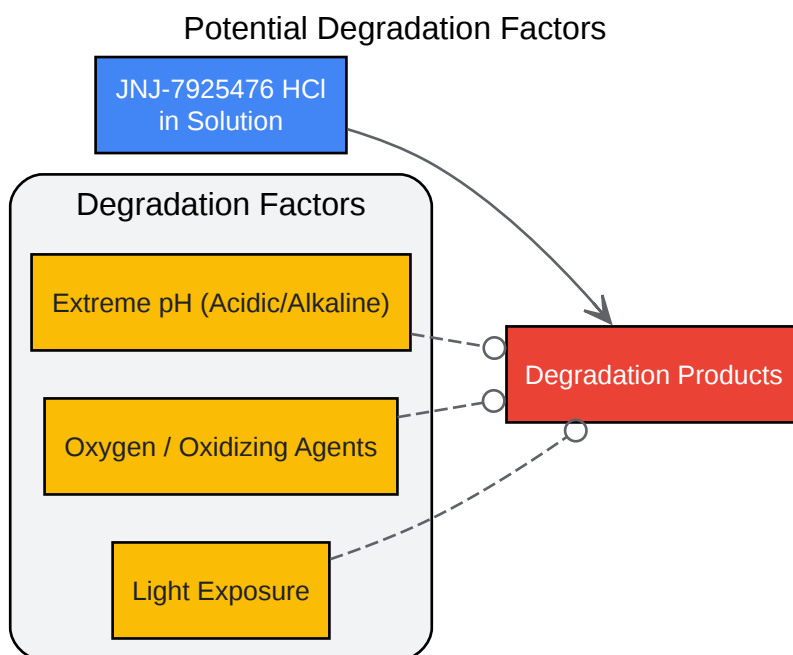 Potential Degradation Factors
JNJ-7925476 HCl
in Solution
Degradation Factors
Extreme pH (Acidic/Alkaline)
Degradation Products
Oxygen / Oxidizing Agents
Light Exposure